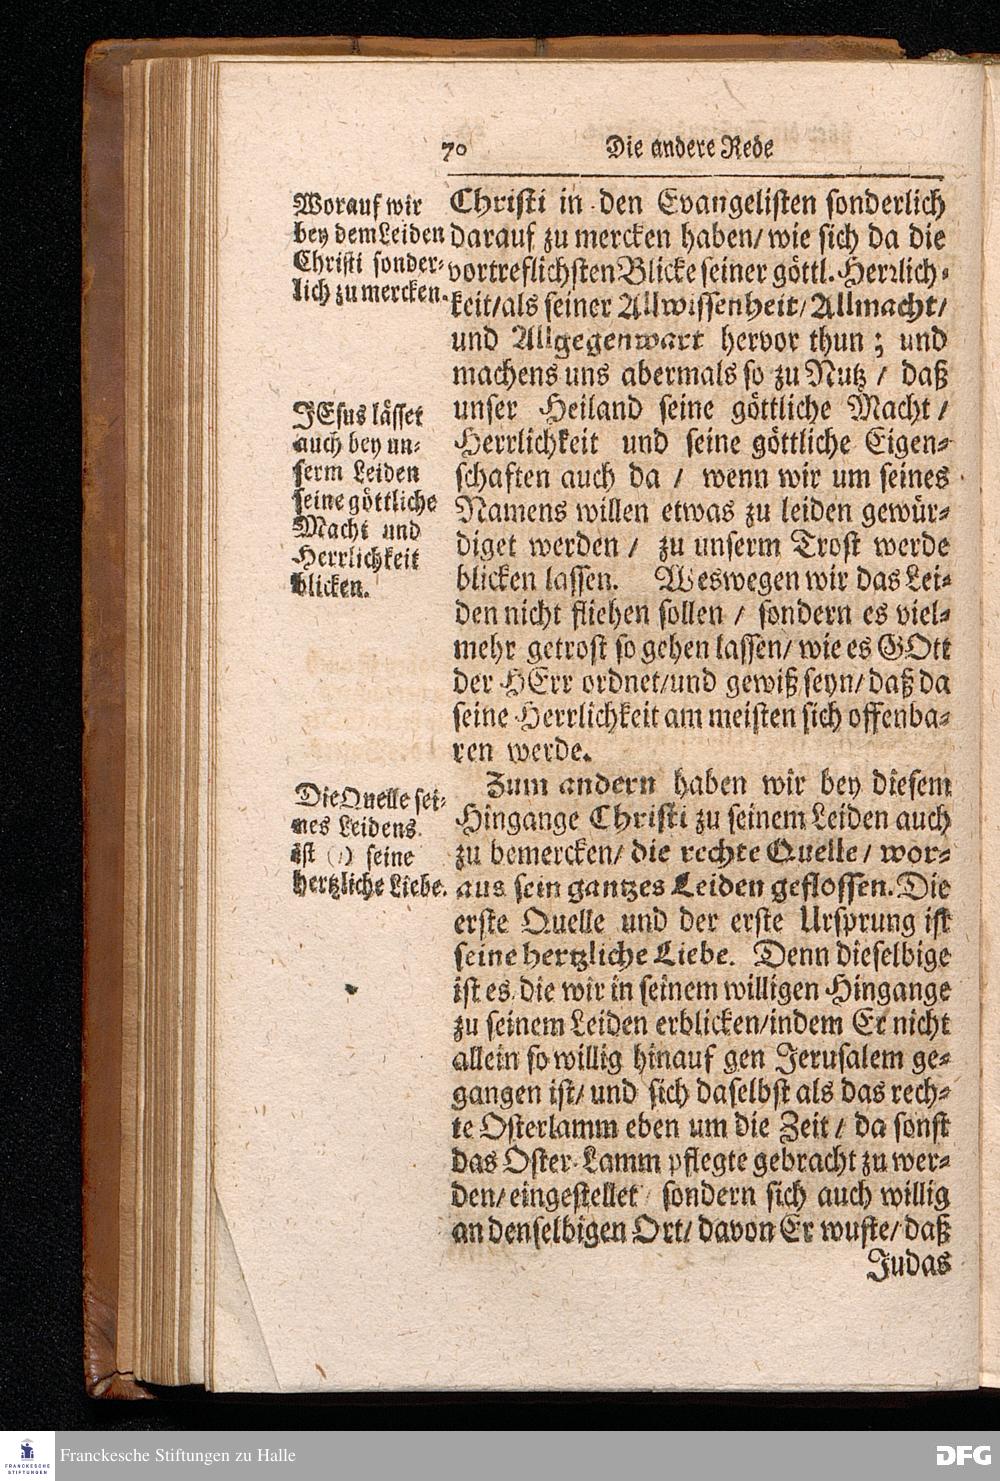 70
Die andere Rede
Worauf wir
bey dem Leiden
Christi sonder-
lich zu mercken.
Christi in den Evangelisten sonderlich
darauf zu mercken haben/ wie sich da die
vortreflichsten Blicke seiner göttl. Herrlich-
keit/ als seiner Allwissenheit/ Allmacht/
und Allgegenwart hervor thun; und
machens uns abermals so zu Nutz / daß
JEsus lässet
auch bey un-
serm Leiden
seine göttliche
Macht und
Herrlichkeit
blicken.
unser Heiland seine göttliche Macht /
Herrlichkeit und seine göttliche Eigen-
schaften auch da / wenn wir um seines
Namens willen etwas zu leiden gewür-
diget werden / zu unserm Trost werde
blicken lassen. Weswegen wir das Lei-
den nicht fliehen sollen / sondern es viel-
mehr getrost so gehen lassen/ wie es GOtt
der HErr ordnet/ und gewiß seyn/ daß da
seine Herrlichkeit am meisten sich offenba-
ren werde.
Die Quelle sei-
nes Leidens
ist (1) seine
hertzliche Liebe.
Zum andern haben wir bey diesem
Hingange Christi zu seinem Leiden auch
zu bemercken/ die rechte Quelle/ wor-
aus sein gantzes Leiden geflossen. Die
erste Quelle und der erste Ursprung ist
seine hertzliche Liebe. Denn dieselbige
ist es, die wir in seinem willigen Hingange
zu seinem Leiden erblicken/ indem Er nicht
allein so willig hinauf gen Jerusalem ge-
gangen ist/ und sich daselbst als das rech-
te Osterlamm eben um die Zeit / da sonst
das Oster-Lamm pflegte gebracht zu wer-
den/ eingestellet/ sondern sich auch willig
an denselbigen Ort/ davon Er wuste/ daß
Judas
FRANCKESCHE
STIFTUNGEN
Franckesche Stiftungen zu Halle
DFG